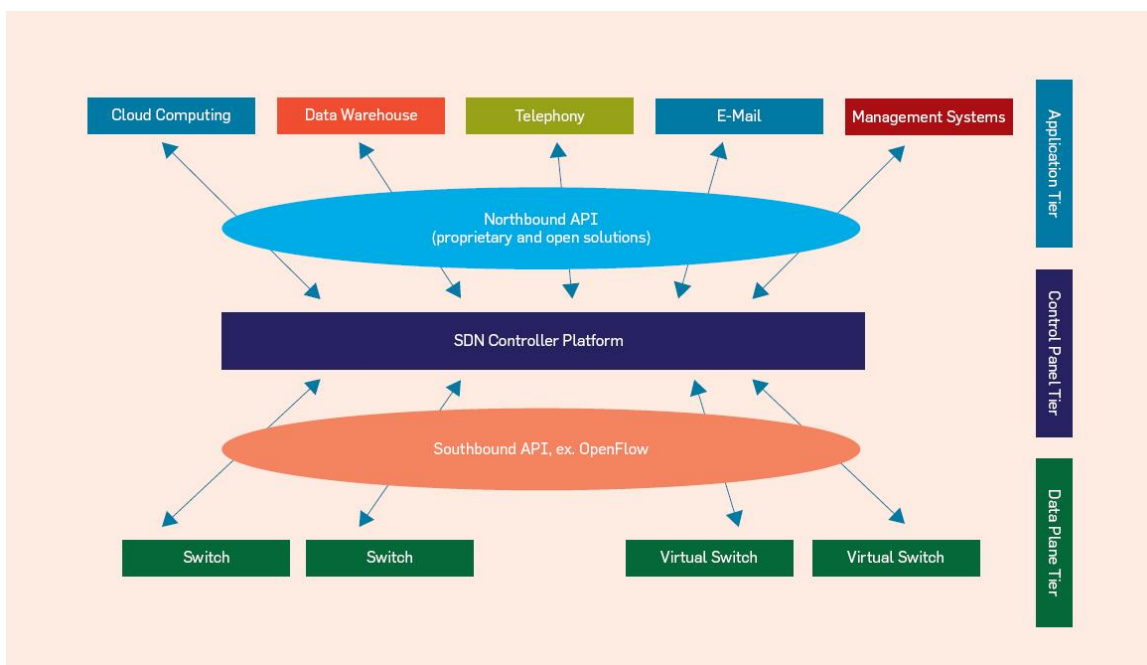 Cloud Computing
Data Warehouse
Telephony
E-Mail
Management Systems
Application Tier
Northbound API
(proprietary and open solutions)
SDN Controller Platform
Control Panel Tier
Southbound API, ex. OpenFlow
Switch
Switch
Virtual Switch
Virtual Switch
Data Plane Tier